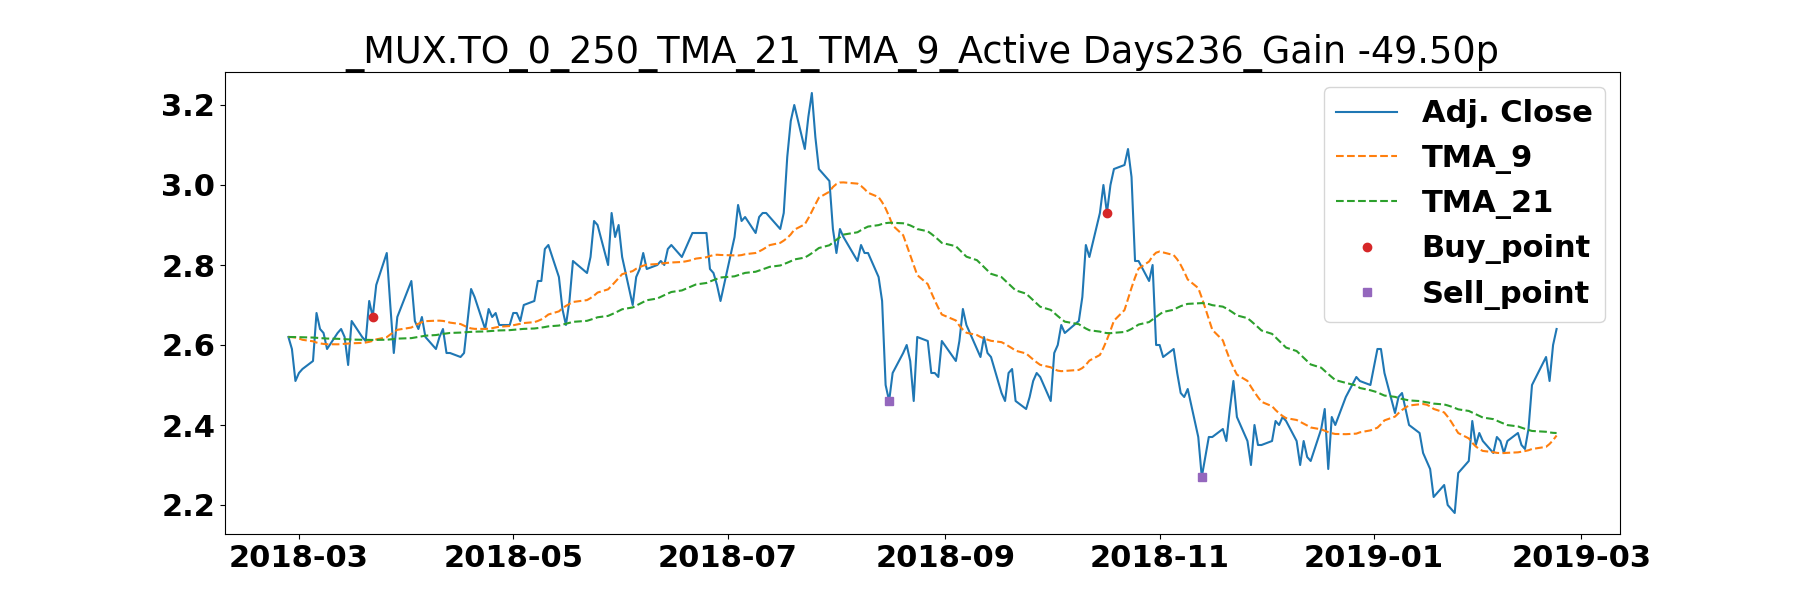 _MUX.TO_0_250_TMA_21_TMA_9_Active Days236_Gain -49.50p
3.2
3.0
2.8
2.6
2.4
2.2
2018-03 2018-05 2018-07 2018-09 2018-11 2019-01 2019-03
Adj. Close
TMA_9
TMA_21
Buy_point
Sell_point